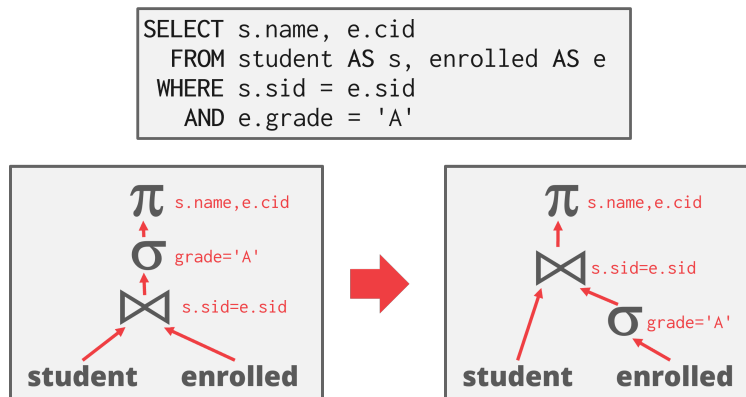 SELECT s.name, e.cid
FROM student AS s, enrolled AS e
WHERE s.sid = e.sid
AND e.grade = 'A'
π s.name,e.cid
σ grade='A'
⋈ s.sid=e.sid
student enrolled
π s.name,e.cid
⋈ s.sid=e.sid
σ grade='A'
student enrolled